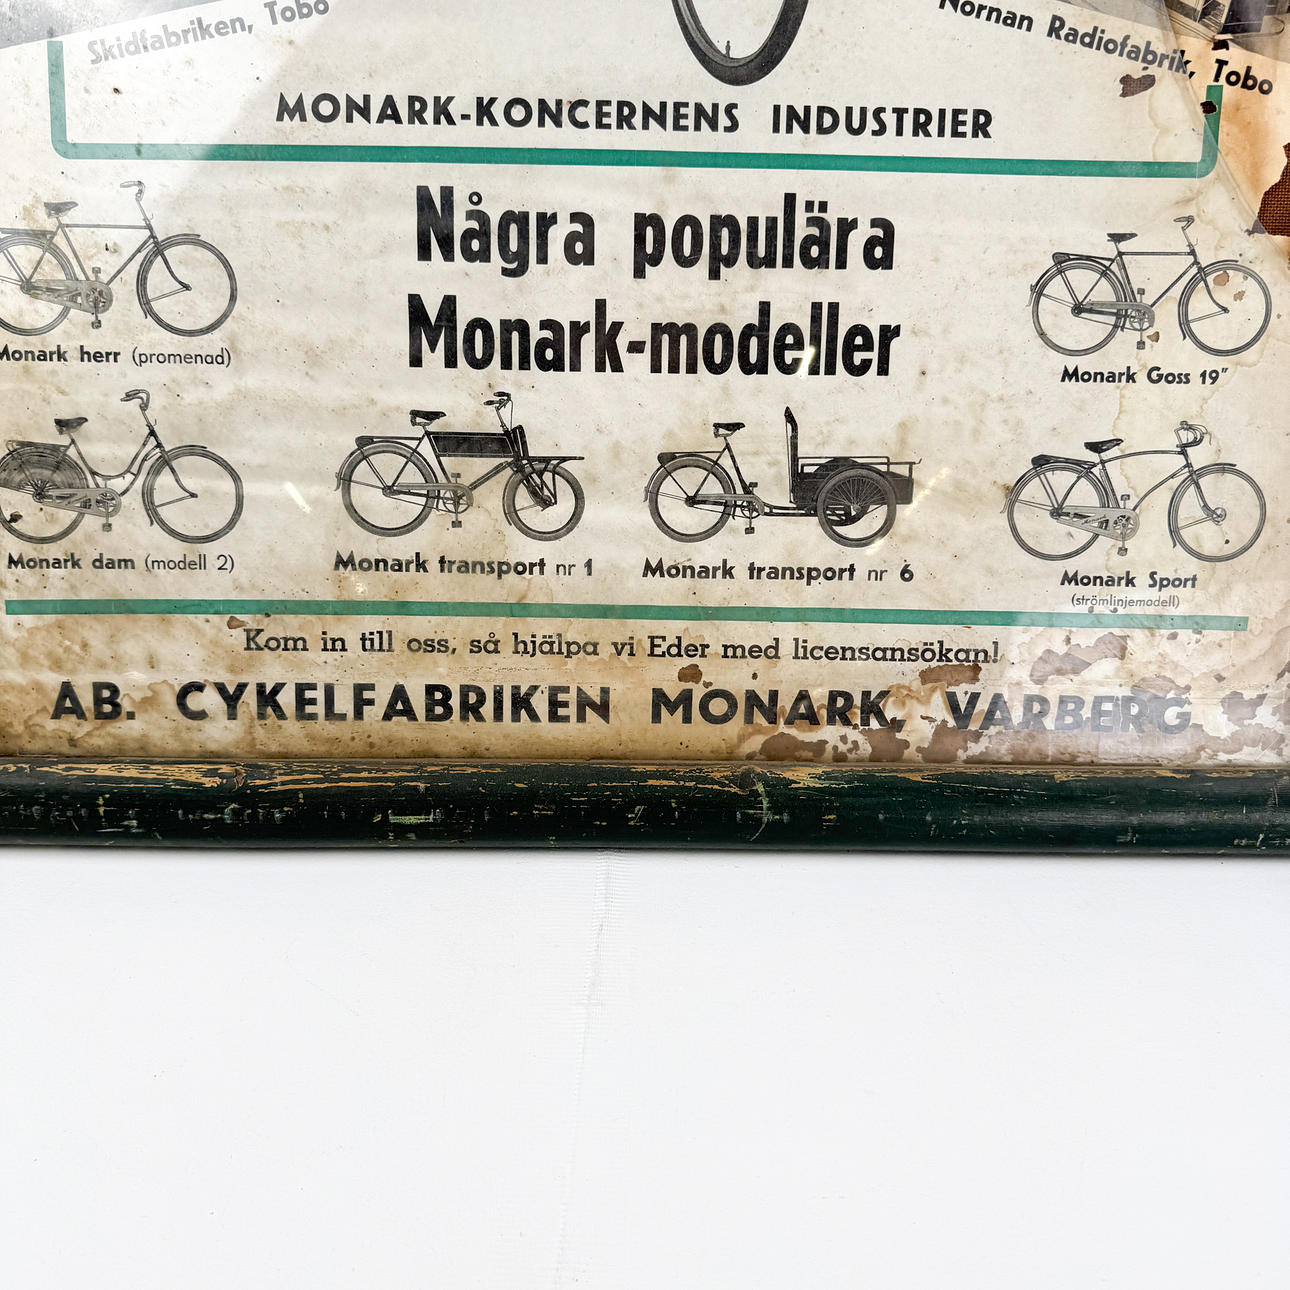 Skidfabriken, Tobo
Nornan Radiofabrik, Tobo
MONARK-KONCERNENS INDUSTRIER
Några populära
Monark-modeller
Monark herr (promenad)
Monark Goss 19"
Monark dam (modell 2)
Monark transport nr 1
Monark transport nr 6
Monark Sport
(strömlinjemodell)
Kom in till oss, så hjälpa vi Eder med licensansökan!
AB. CYKELFABRIKEN MONARK, VARBERG